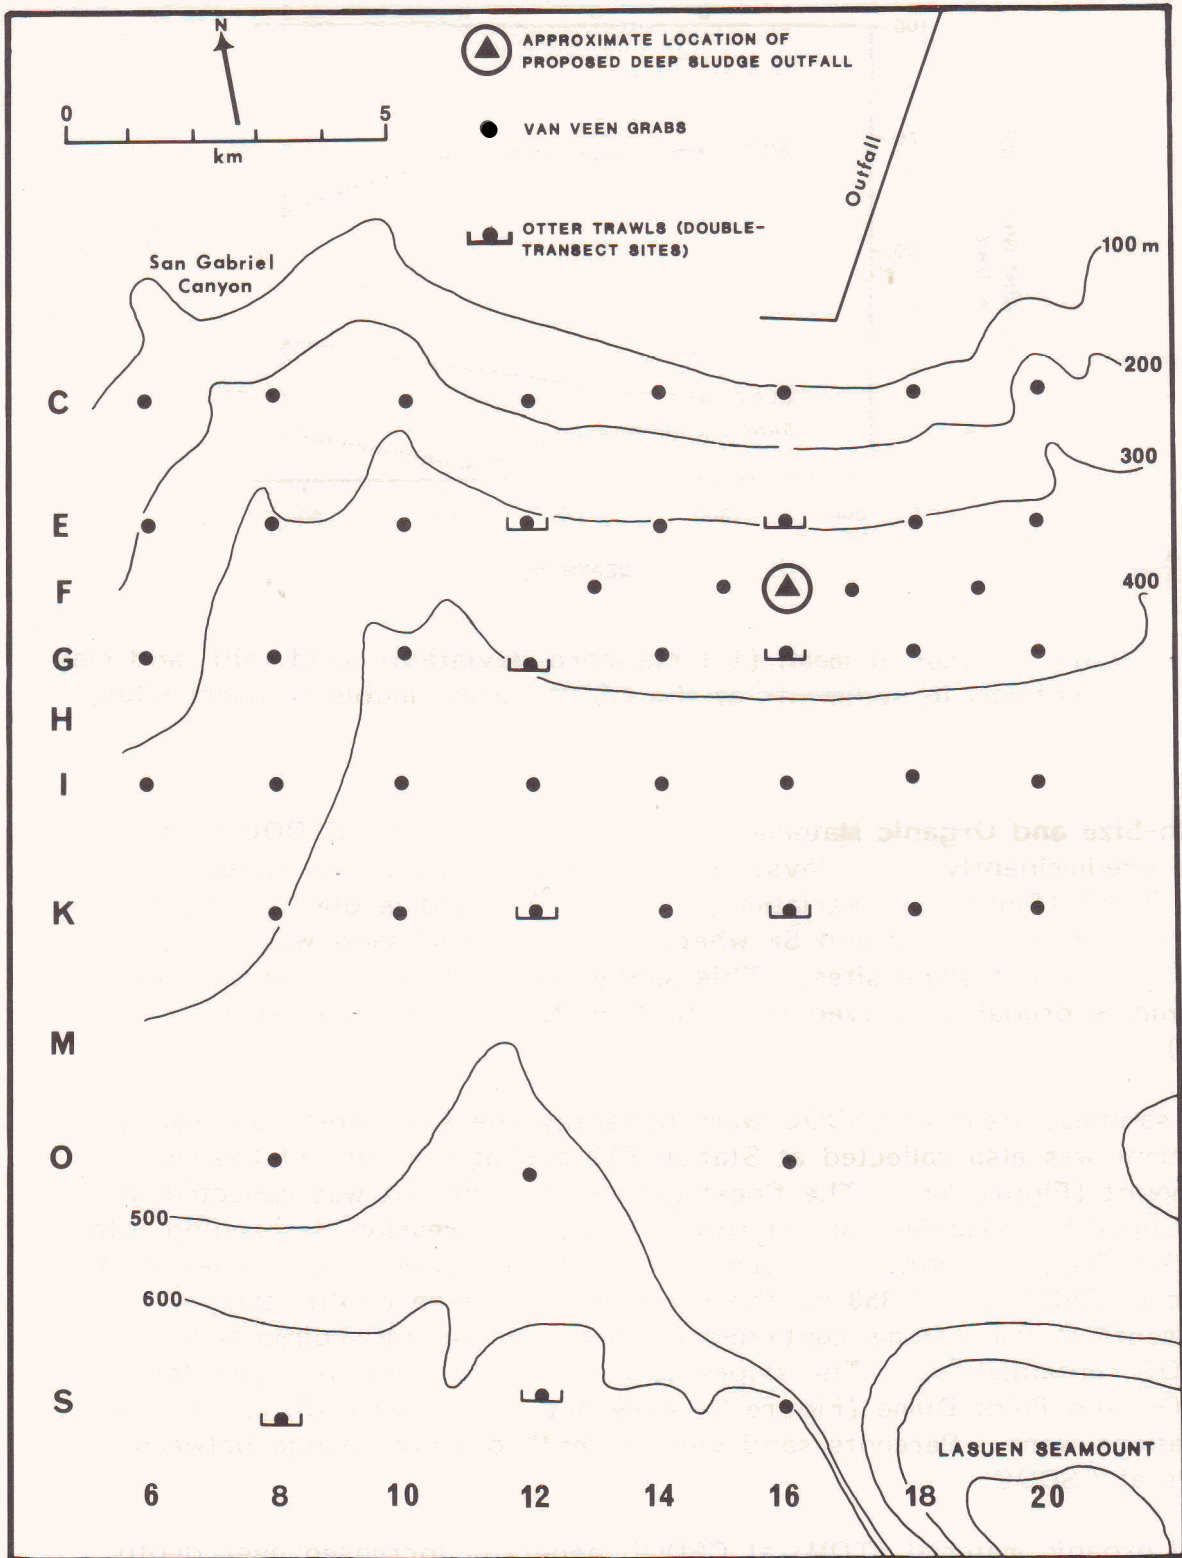 N
APPROXIMATE LOCATION OF
PROPOSED DEEP SLUDGE OUTFALL
0 5
km
VAN VEEN GRABS
Outfall
OTTER TRAWLS (DOUBLE-
TRANSECT SITES)
100 m
San Gabriel
Canyon
200
C
300
E
400
F
G
H
I
K
M
O
500
600
S
LASUEN SEAMOUNT
6 8 10 12 14 16 18 20